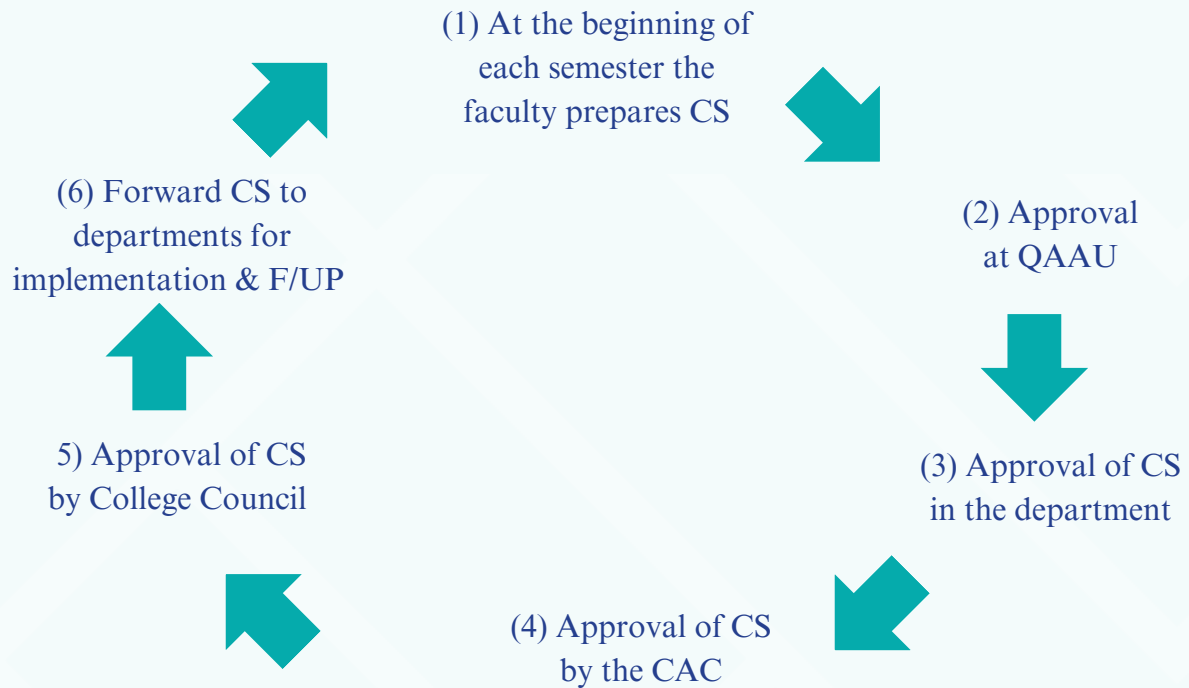 (1) At the beginning of
each semester the
faculty prepares CS
(2) Approval
at QAAU
(3) Approval of CS
in the department
(4) Approval of CS
by the CAC
5) Approval of CS
by College Council
(6) Forward CS to
departments for
implementation & F/UP